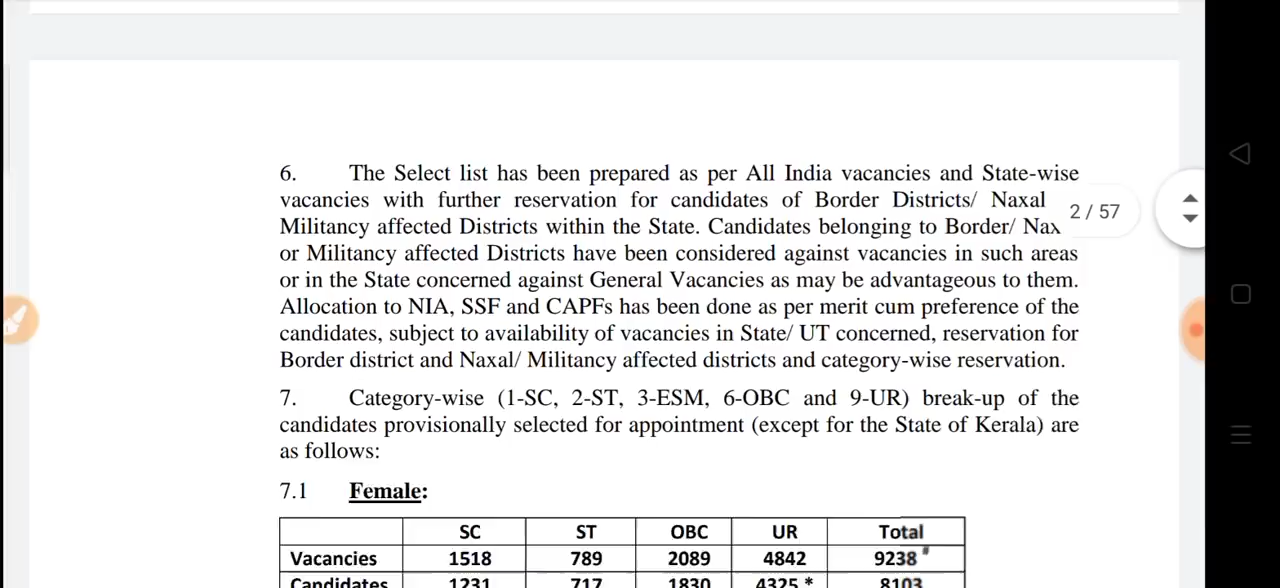 6. The Select list has been prepared as per All India vacancies and State-wise
vacancies with further reservation for candidates of Border Districts/ Naxal
Militancy affected Districts within the State. Candidates belonging to Border/ Nax
or Militancy affected Districts have been considered against vacancies in such areas
or in the State concerned against General Vacancies as may be advantageous to them.
Allocation to NIA, SSF and CAPFs has been done as per merit cum preference of the
candidates, subject to availability of vacancies in State/ UT concerned, reservation for
Border district and Naxal/ Militancy affected districts and category-wise reservation.
2 / 57
7. Category-wise (1-SC, 2-ST, 3-ESM, 6-OBC and 9-UR) break-up of the
candidates provisionally selected for appointment (except for the State of Kerala) are
as follows:
7.1 Female:
SC ST OBC UR Total
Vacancies 1518 789 2089 4842 9238 #
Candidates 1231 717 1830 4325 * 8103